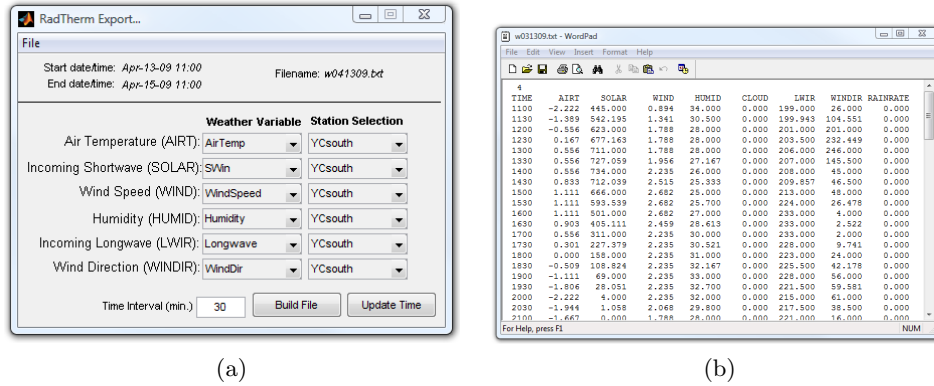 RadTherm Export...
File
Start date/time: Apr-13-09 11:00
End date/time: Apr-15-09 11:00
Filename: w041309.txt
Weather Variable Station Selection
Air Temperature (AIRT): AirTemp YCsouth
Incoming Shortwave (SOLAR): SWin YCsouth
Wind Speed (WIND): WindSpeed YCsouth
Humidity (HUMID): Humidity YCsouth
Incoming Longwave (LWIR): Longwave YCsouth
Wind Direction (WINDIR): WindDir YCsouth
Time Interval (min.) 30 Build File Update Time
(a)
w031309.txt - WordPad
File Edit View Insert Format Help
4
TIME AIRT SOLAR WIND HUMID CLOUD LWIR WINDIR RAINRATE
1100 -2.222 445.000 0.894 34.000 0.000 199.000 26.000 0.000
1130 -1.389 542.195 1.341 30.500 0.000 199.943 104.551 0.000
1200 -0.556 623.000 1.788 28.000 0.000 201.000 201.000 0.000
1230 0.167 677.163 1.788 28.000 0.000 203.500 232.449 0.000
1300 0.556 711.000 1.788 28.000 0.000 206.000 246.000 0.000
1330 0.556 727.059 1.956 27.167 0.000 207.000 145.500 0.000
1400 0.556 734.000 2.235 26.000 0.000 208.000 45.000 0.000
1430 0.833 712.039 2.515 25.333 0.000 209.857 46.500 0.000
1500 1.111 666.000 2.682 25.000 0.000 213.000 48.000 0.000
1530 1.111 593.539 2.682 25.700 0.000 224.000 26.478 0.000
1600 1.111 501.000 2.682 27.000 0.000 233.000 4.000 0.000
1630 0.903 405.111 2.459 28.613 0.000 233.000 2.522 0.000
1700 0.556 311.000 2.235 30.000 0.000 233.000 2.000 0.000
1730 0.301 227.379 2.235 30.521 0.000 228.000 9.741 0.000
1800 0.000 158.000 2.235 31.000 0.000 223.000 24.000 0.000
1830 -0.509 108.824 2.235 32.167 0.000 225.500 42.178 0.000
1900 -1.111 69.000 2.235 33.000 0.000 228.000 56.000 0.000
1930 -1.806 28.051 2.235 32.700 0.000 221.500 59.581 0.000
2000 -2.222 4.000 2.235 32.000 0.000 215.000 61.000 0.000
2030 -1.944 1.058 2.068 29.800 0.000 217.500 38.500 0.000
2100 -1.667 0.000 1.788 28.000 0.000 221.000 16.000 0.000
For Help, press F1 NUM
(b)